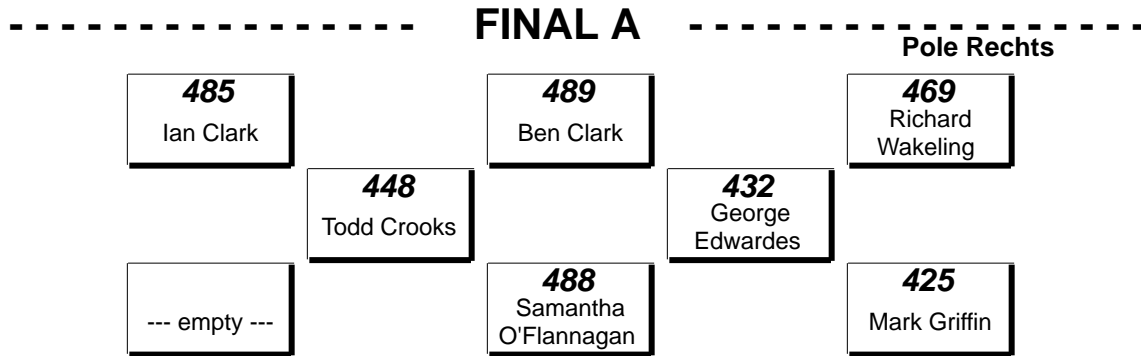 FINAL A
Pole Rechts
485
Ian Clark
489
Ben Clark
469
Richard
Wakeling
448
Todd Crooks
432
George
Edwardes
--- empty ---
488
Samantha
O'Flannagan
425
Mark Griffin